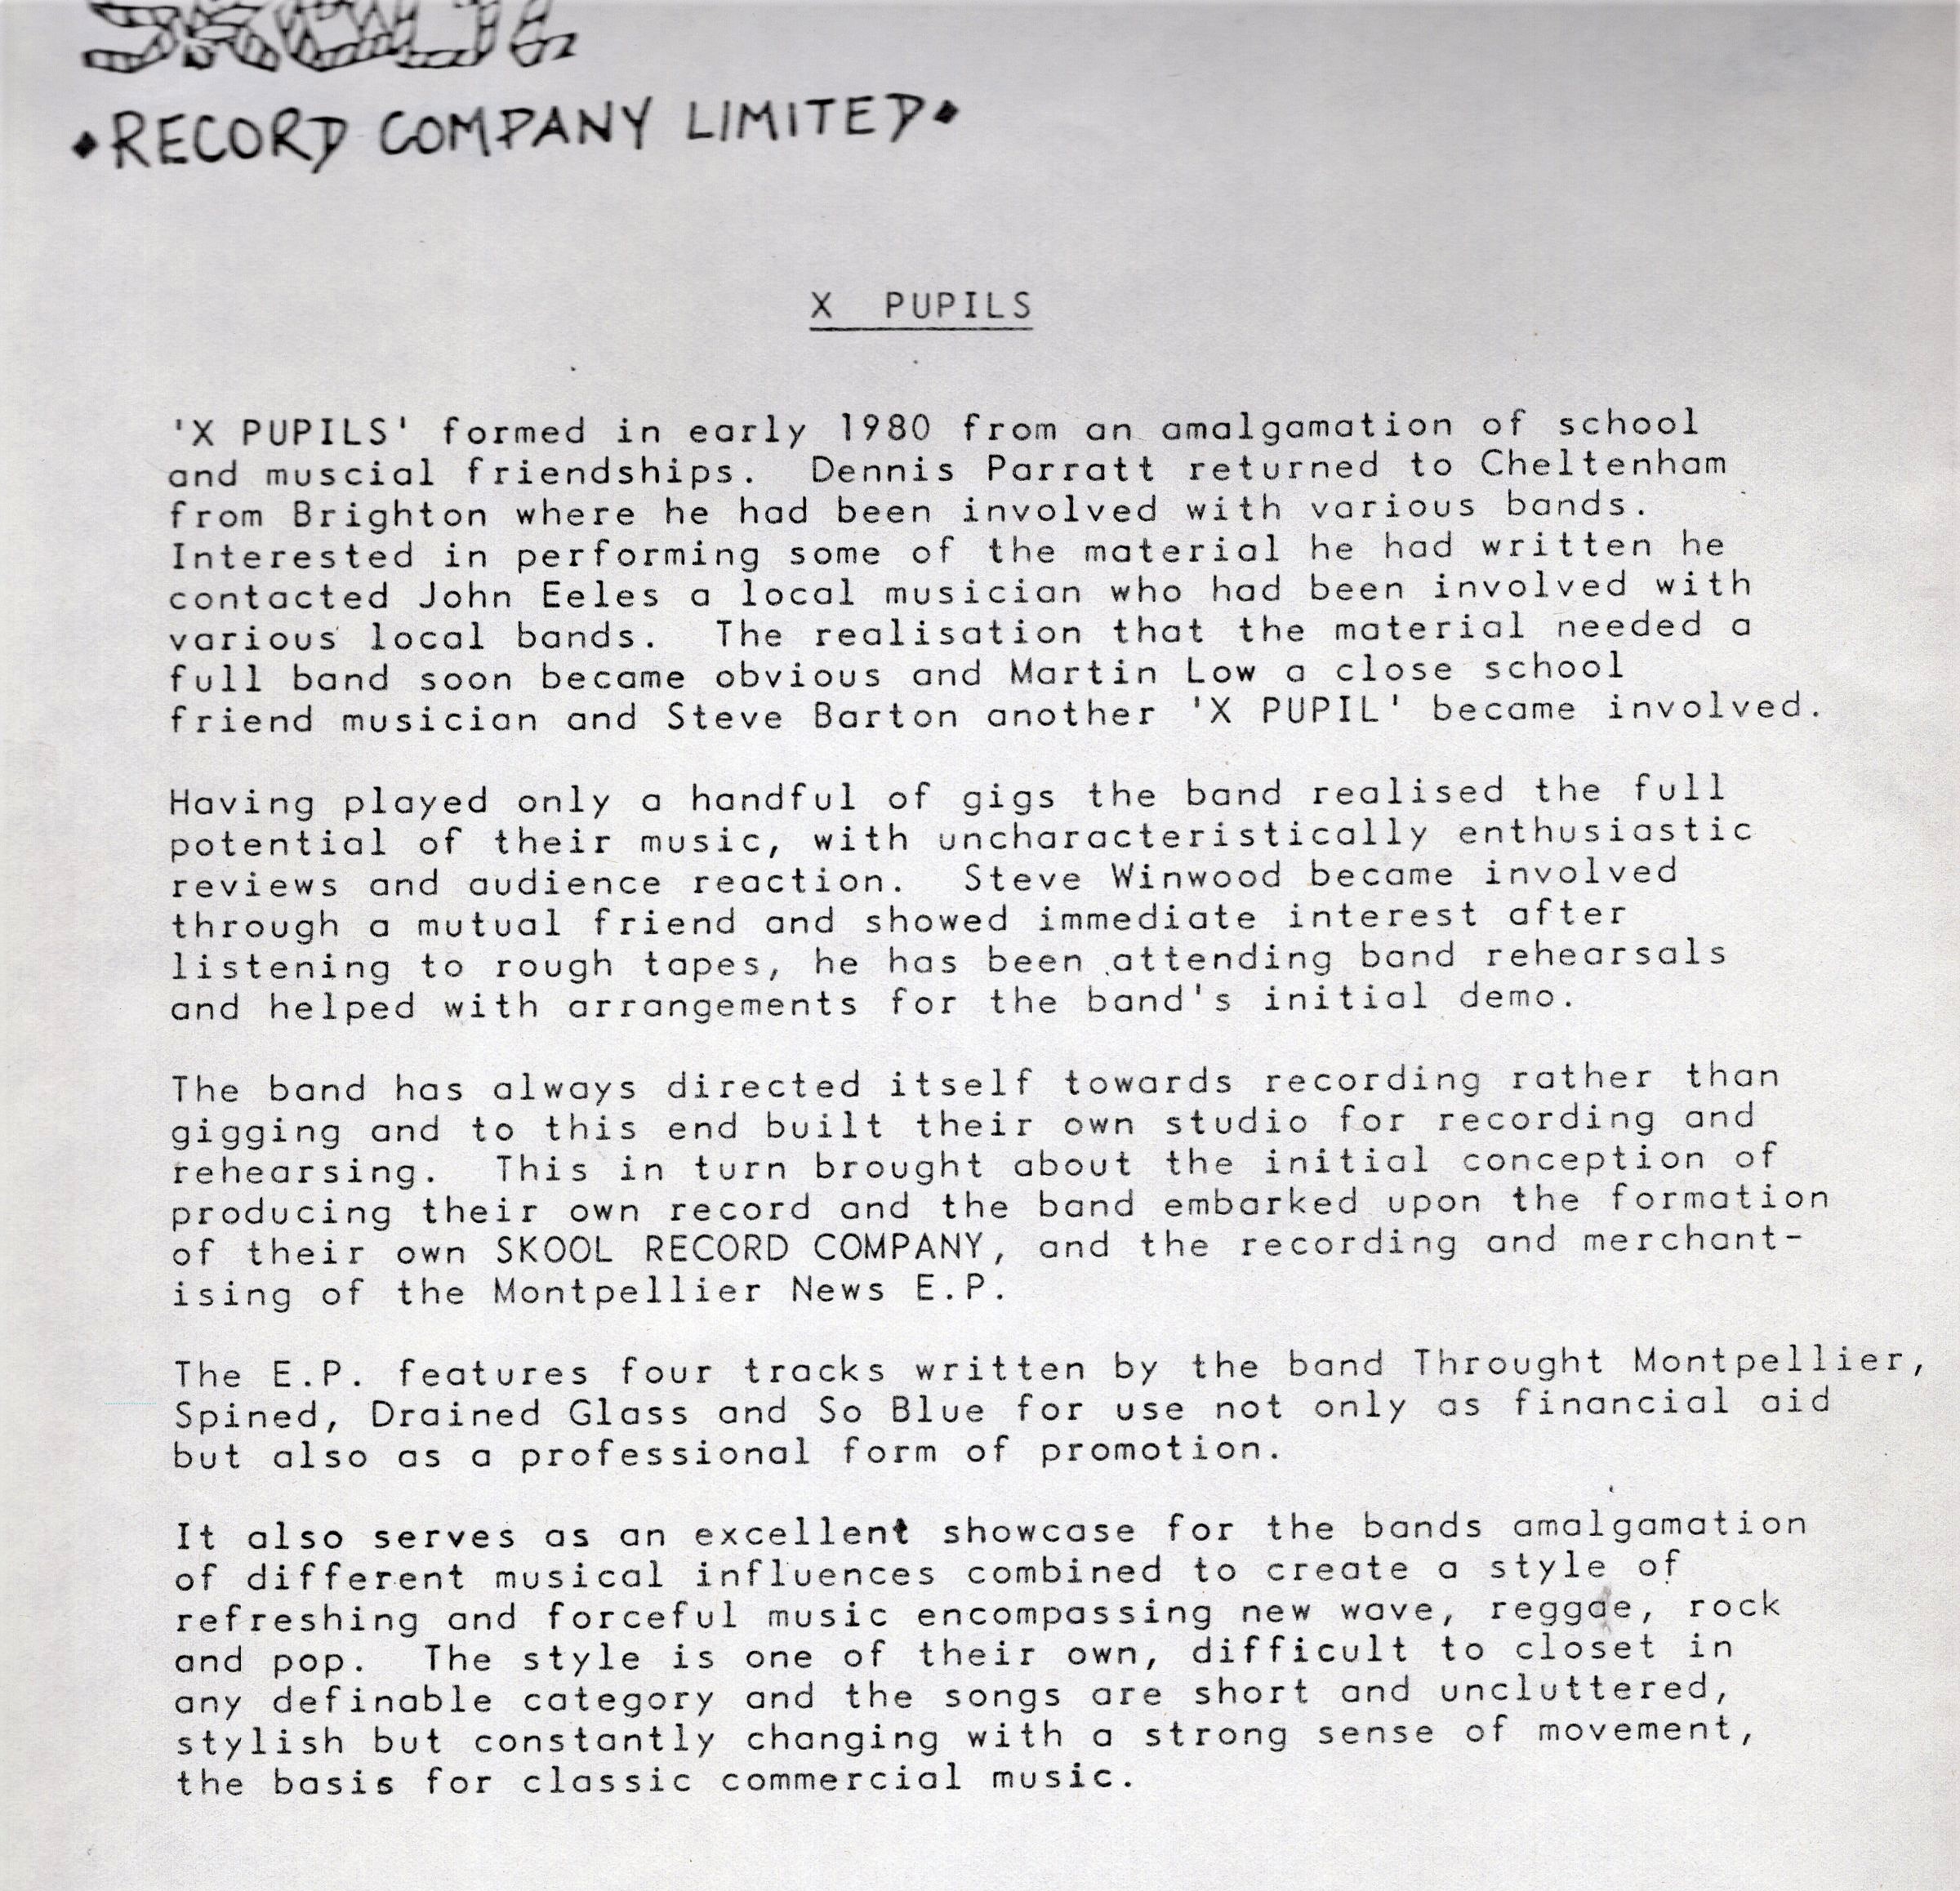 SKOOL
•RECORD COMPANY LIMITED•
X PUPILS
'X PUPILS' formed in early 1980 from an amalgamation of school
and muscial friendships. Dennis Parratt returned to Cheltenham
from Brighton where he had been involved with various bands.
Interested in performing some of the material he had written he
contacted John Eeles a local musician who had been involved with
various local bands. The realisation that the material needed a
full band soon became obvious and Martin Low a close school
friend musician and Steve Barton another 'X PUPIL' became involved.
Having played only a handful of gigs the band realised the full
potential of their music, with uncharacteristically enthusiastic
reviews and audience reaction. Steve Winwood became involved
through a mutual friend and showed immediate interest after
listening to rough tapes, he has been attending band rehearsals
and helped with arrangements for the band's initial demo.
The band has always directed itself towards recording rather than
gigging and to this end built their own studio for recording and
rehearsing. This in turn brought about the initial conception of
producing their own record and the band embarked upon the formation
of their own SKOOL RECORD COMPANY, and the recording and merchant-
ising of the Montpellier News E.P.
The E.P. features four tracks written by the band Throught Montpellier,
Spined, Drained Glass and So Blue for use not only as financial aid
but also as a professional form of promotion.
It also serves as an excellent showcase for the bands amalgamation
of different musical influences combined to create a style of
refreshing and forceful music encompassing new wave, reggae, rock
and pop. The style is one of their own, difficult to closet in
any definable category and the songs are short and uncluttered,
stylish but constantly changing with a strong sense of movement,
the basis for classic commercial music.